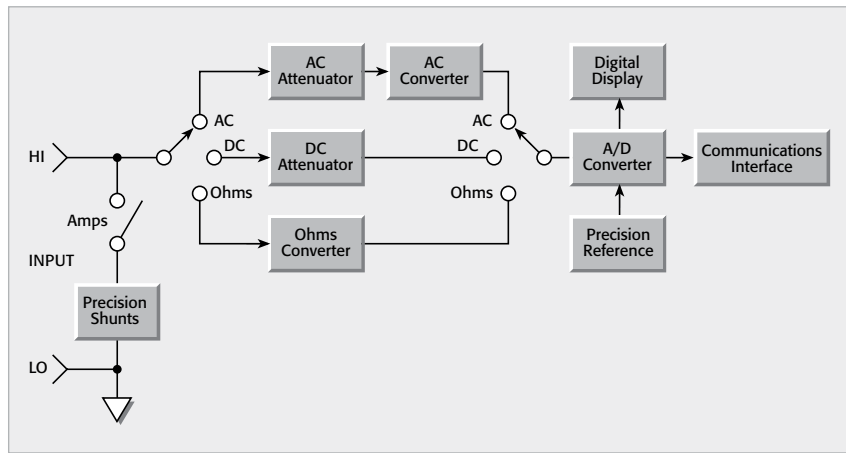 AC
Attenuator
AC
Converter
Digital
Display
AC
AC
HI
DC
DC
Attenuator
DC
A/D
Converter
Communications
Interface
Ohms
Ohms
Amps
Ohms
Converter
Precision
Reference
INPUT
Precision
Shunts
LO